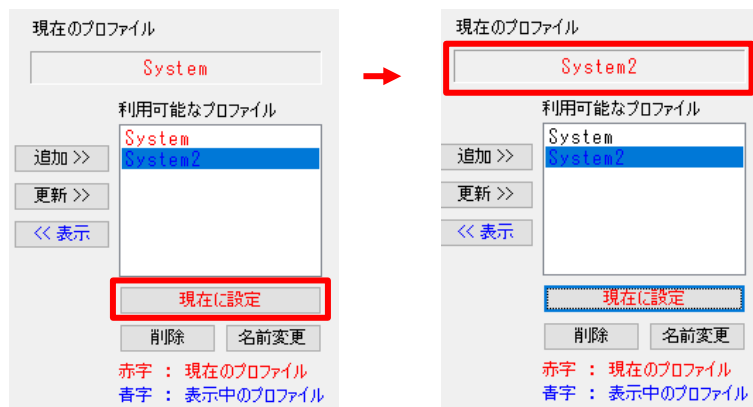 現在のプロファイル
System
利用可能なプロファイル
System
System2
追加 >>
更新 >>
<< 表示
現在に設定
削除
名前変更
赤字 : 現在のプロファイル
青字 : 表示中のプロファイル
現在のプロファイル
System2
利用可能なプロファイル
System
System2
追加 >>
更新 >>
<< 表示
現在に設定
削除
名前変更
赤字 : 現在のプロファイル
青字 : 表示中のプロファイル